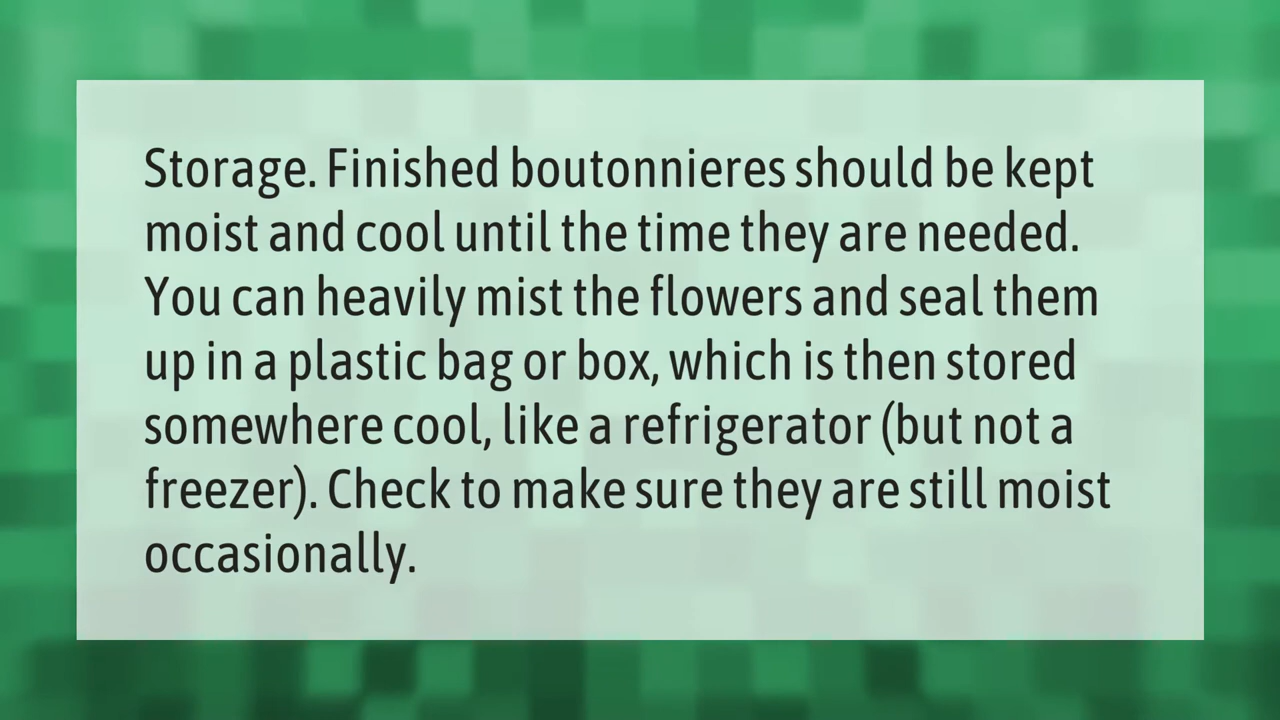 Storage. Finished boutonnieres should be kept
moist and cool until the time they are needed.
You can heavily mist the flowers and seal them
up in a plastic bag or box, which is then stored
somewhere cool, like a refrigerator (but not a
freezer). Check to make sure they are still moist
occasionally.